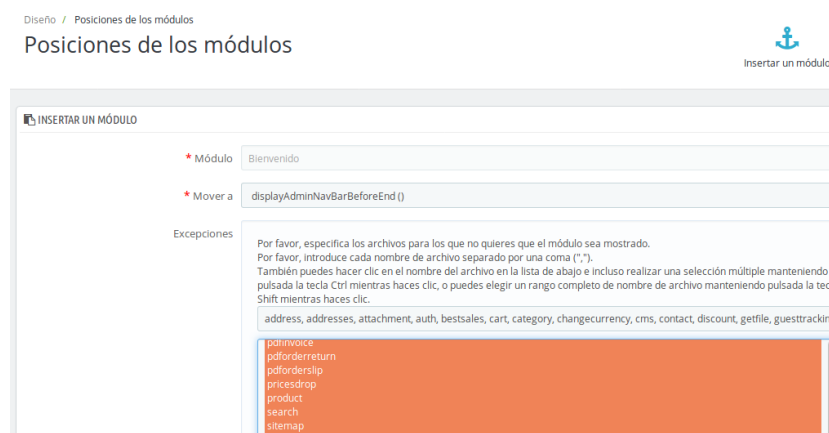 Diseño / Posiciones de los módulos
Posiciones de los módulos
Insertar un módulo
INSERTAR UN MÓDULO
* Módulo Bienvenido
* Mover a displayAdminNavBarBeforeEnd ()
Excepciones
Por favor, especifica los archivos para los que no quieres que el módulo sea mostrado.
Por favor, introduce cada nombre de archivo separado por una coma (",").
También puedes hacer clic en el nombre del archivo en la lista de abajo e incluso realizar una selección múltiple manteniendo
pulsada la tecla Ctrl mientras haces clic, o puedes elegir un rango completo de nombre de archivo manteniendo pulsada la tec
Shift mientras haces clic.
address, addresses, attachment, auth, bestsales, cart, category, changecurrency, cms, contact, discount, getfile, guesttrackin
pdfinvoice
pdforderreturn
pdforderslip
pricesdrop
product
search
sitemap